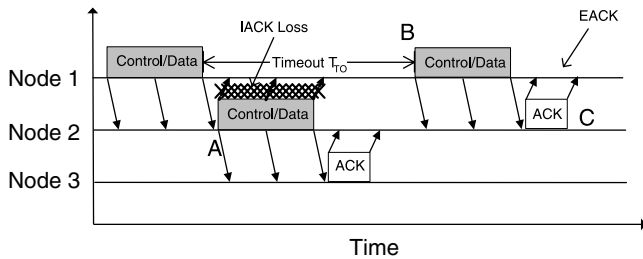 IACK Loss
EACK
B
Control/Data
Timeout T_TO
Control/Data
Node 1
Control/Data
ACK
C
Node 2
A
ACK
Node 3
Time